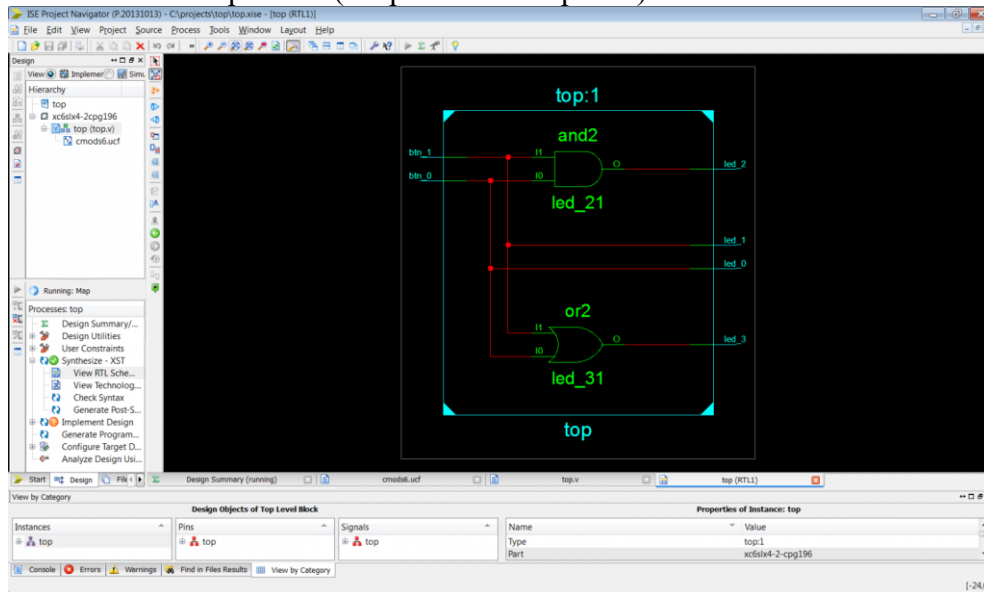 ISE Project Navigator (P.20131013) - C:\projects\top\top.xise - [top (RTL1)]
File Edit View Project Source Process Tools Window Layout Help
Design
View Implemer Simu
Hierarchy
top
xc6slx4-2cpg196
top (top.v)
cmods6.ucf
Running: Map
Processes: top
Design Summary/...
Design Utilities
User Constraints
Synthesize - XST
View RTL Sche...
View Technolog...
Check Syntax
Generate Post-S...
Implement Design
Generate Program...
Configure Target D...
Analyze Design Usi...
Start Design File
top:1
and2
btn_1
I1
O
led_2
btn_0
I0
led_21
led_1
led_0
or2
I1
O
led_3
I0
led_31
top
Design Summary (running) cmods6.ucf top.v top (RTL1)
View by Category
Design Objects of Top Level Block Properties of Instance: top
Instances Pins Signals Name Value
top top top Type top:1
Part xc6slx4-2-cpg196
Console Errors Warnings Find in Files Results View by Category